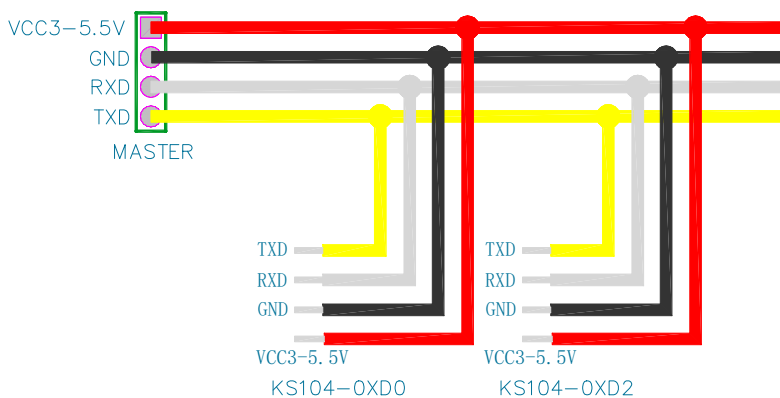 VCC3-5.5V
GND
RXD
TXD
MASTER
TXD
RXD
GND
VCC3-5.5V
KS104-0XD0
TXD
RXD
GND
VCC3-5.5V
KS104-0XD2